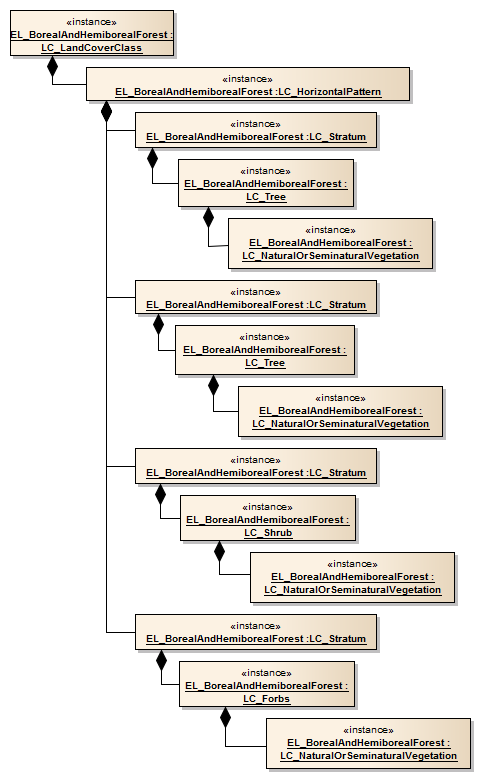 «instance»
EL_BorealAndHemiborealForest :
LC_LandCoverClass
«instance»
EL_BorealAndHemiborealForest :LC_HorizontalPattern
«instance»
EL_BorealAndHemiborealForest :LC_Stratum
«instance»
EL_BorealAndHemiborealForest :
LC_Tree
«instance»
EL_BorealAndHemiborealForest :
LC_NaturalOrSeminaturalVegetation
«instance»
EL_BorealAndHemiborealForest :LC_Stratum
«instance»
EL_BorealAndHemiborealForest :
LC_Tree
«instance»
EL_BorealAndHemiborealForest :
LC_NaturalOrSeminaturalVegetation
«instance»
EL_BorealAndHemiborealForest :LC_Stratum
«instance»
EL_BorealAndHemiborealForest :
LC_Shrub
«instance»
EL_BorealAndHemiborealForest :
LC_NaturalOrSeminaturalVegetation
«instance»
EL_BorealAndHemiborealForest :LC_Stratum
«instance»
EL_BorealAndHemiborealForest :
LC_Forbs
«instance»
EL_BorealAndHemiborealForest :
LC_NaturalOrSeminaturalVegetation